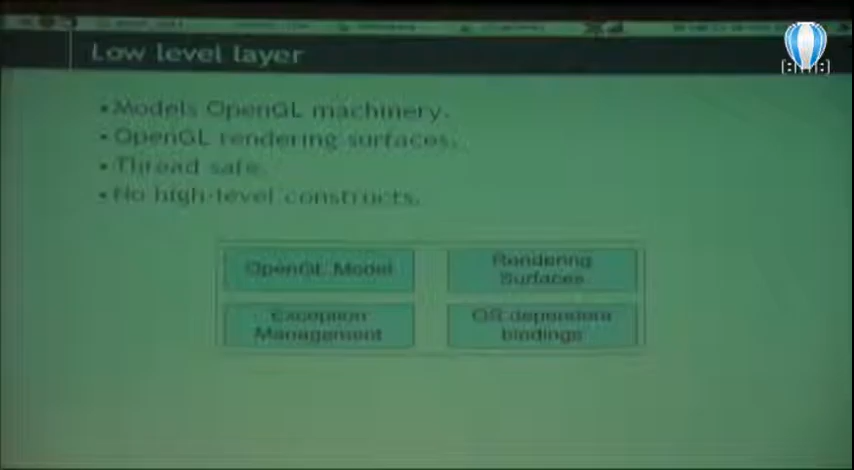 Low level layer
• Models OpenGL machinery.
• OpenGL rendering surfaces.
• Thread safe.
• No high-level constructs.
OpenGL Model
Rendering
Surfaces
Exception
Management
OS dependent
bindings